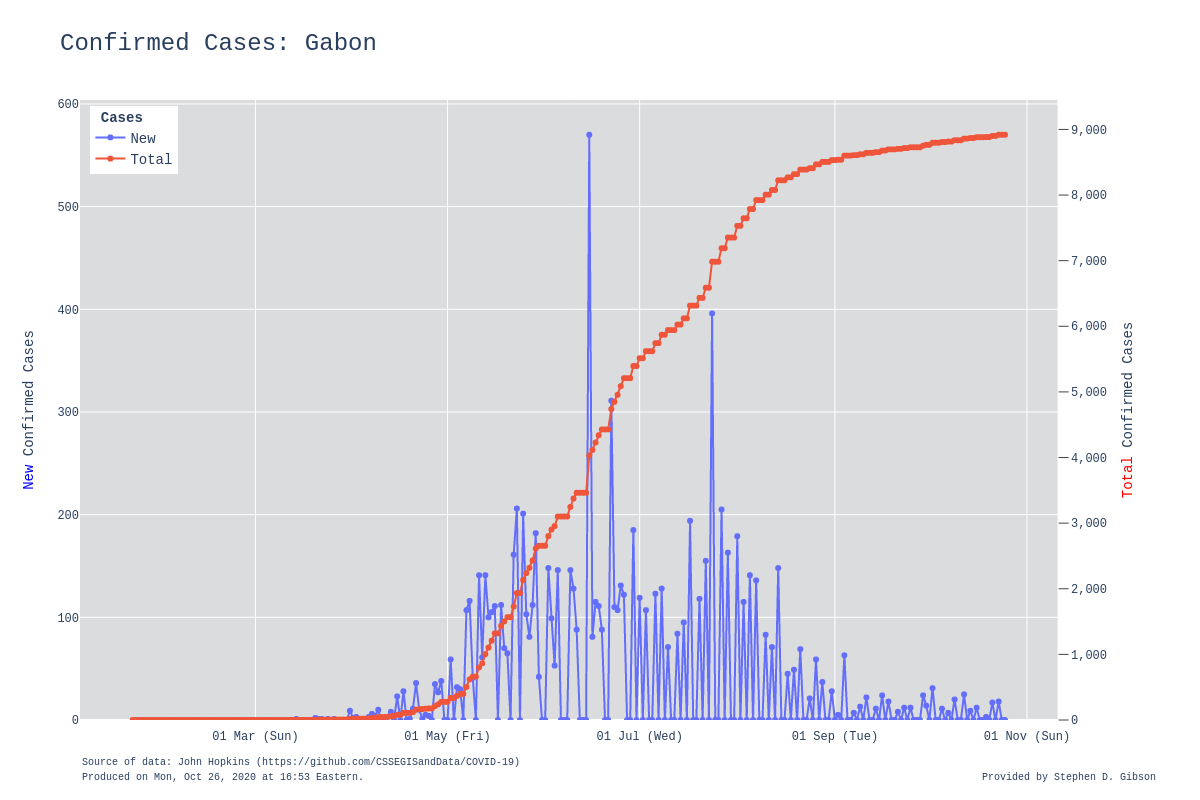 Confirmed Cases: Gabon
Cases
New
Total
600
500
400
300
200
100
0
9,000
8,000
7,000
6,000
5,000
4,000
3,000
2,000
1,000
0
New Confirmed Cases
Total Confirmed Cases
01 Mar (Sun)
01 May (Fri)
01 Jul (Wed)
01 Sep (Tue)
01 Nov (Sun)
Source of data: John Hopkins (https://github.com/CSSEGISandData/COVID-19)
Produced on Mon, Oct 26, 2020 at 16:53 Eastern.
Provided by Stephen D. Gibson